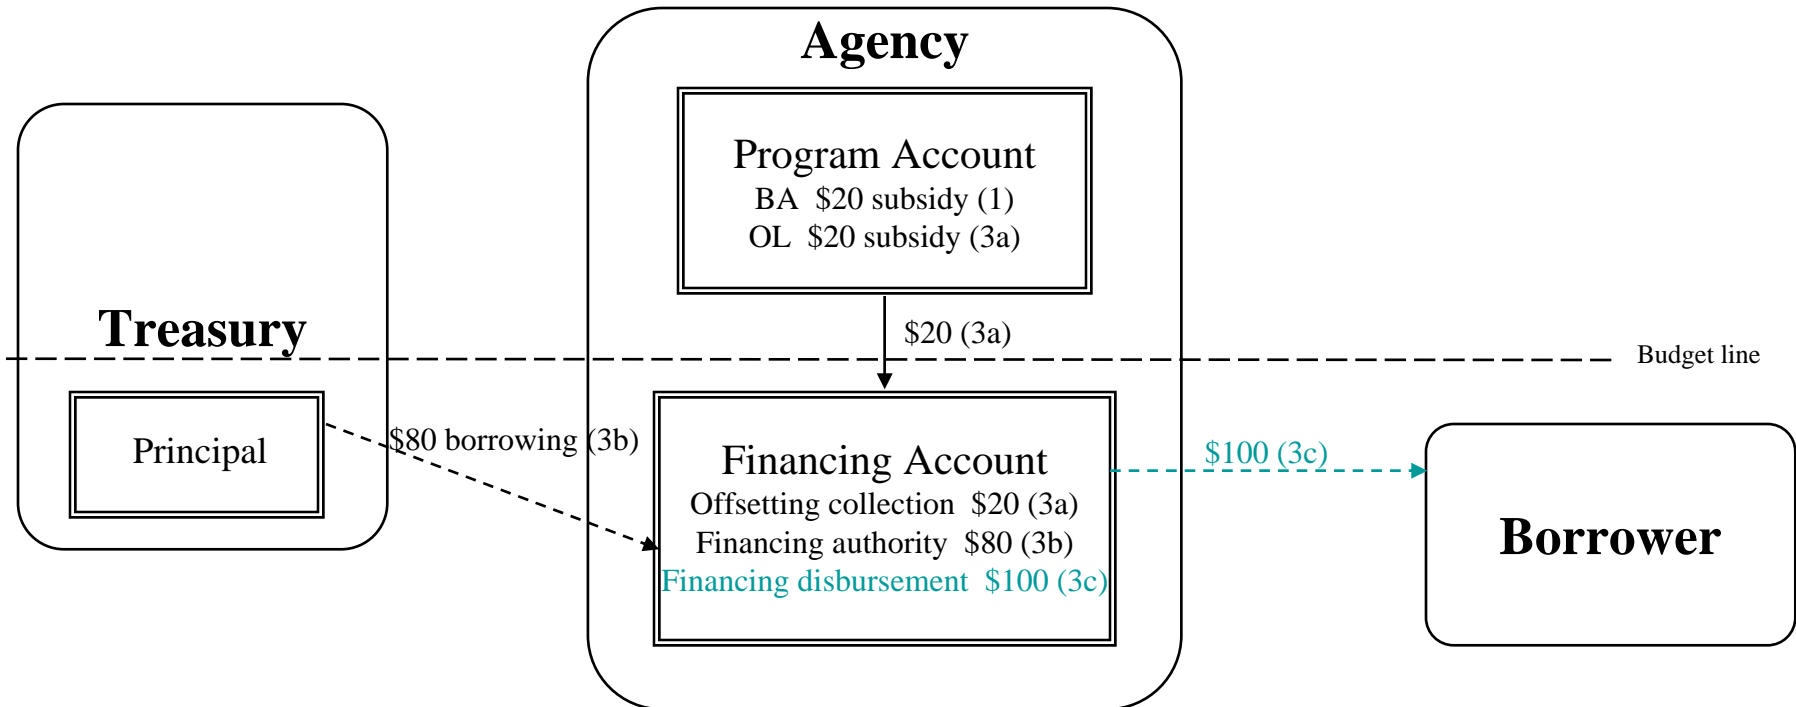 Agency
Program Account
BA $20 subsidy (1)
OL $20 subsidy (3a)
Treasury
$20 (3a)
Budget line
Principal
$80 borrowing (3b)
Financing Account
Offsetting collection $20 (3a)
Financing authority $80 (3b)
Financing disbursement $100 (3c)
$100 (3c)
Borrower